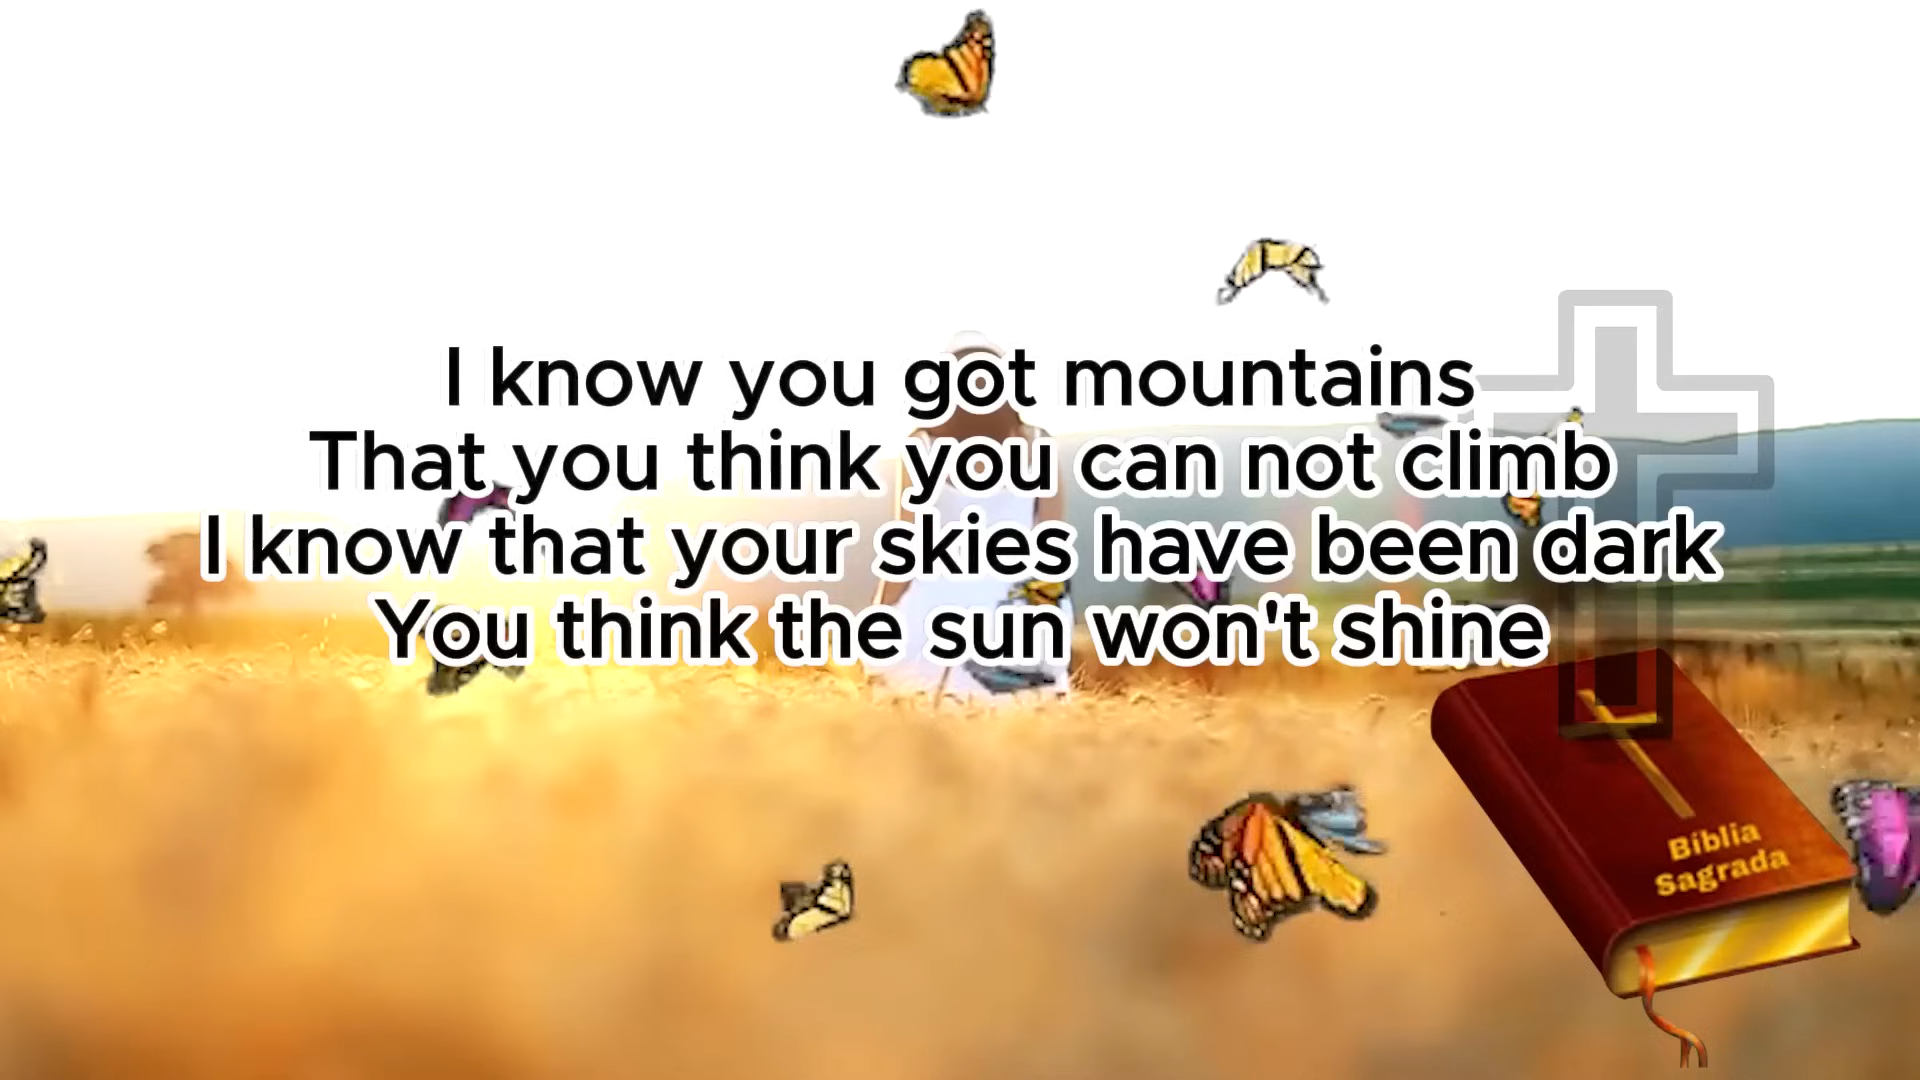 I know you got mountains
That you think you can not climb
I know that your skies have been dark
You think the sun won't shine
Bíblia
Sagrada